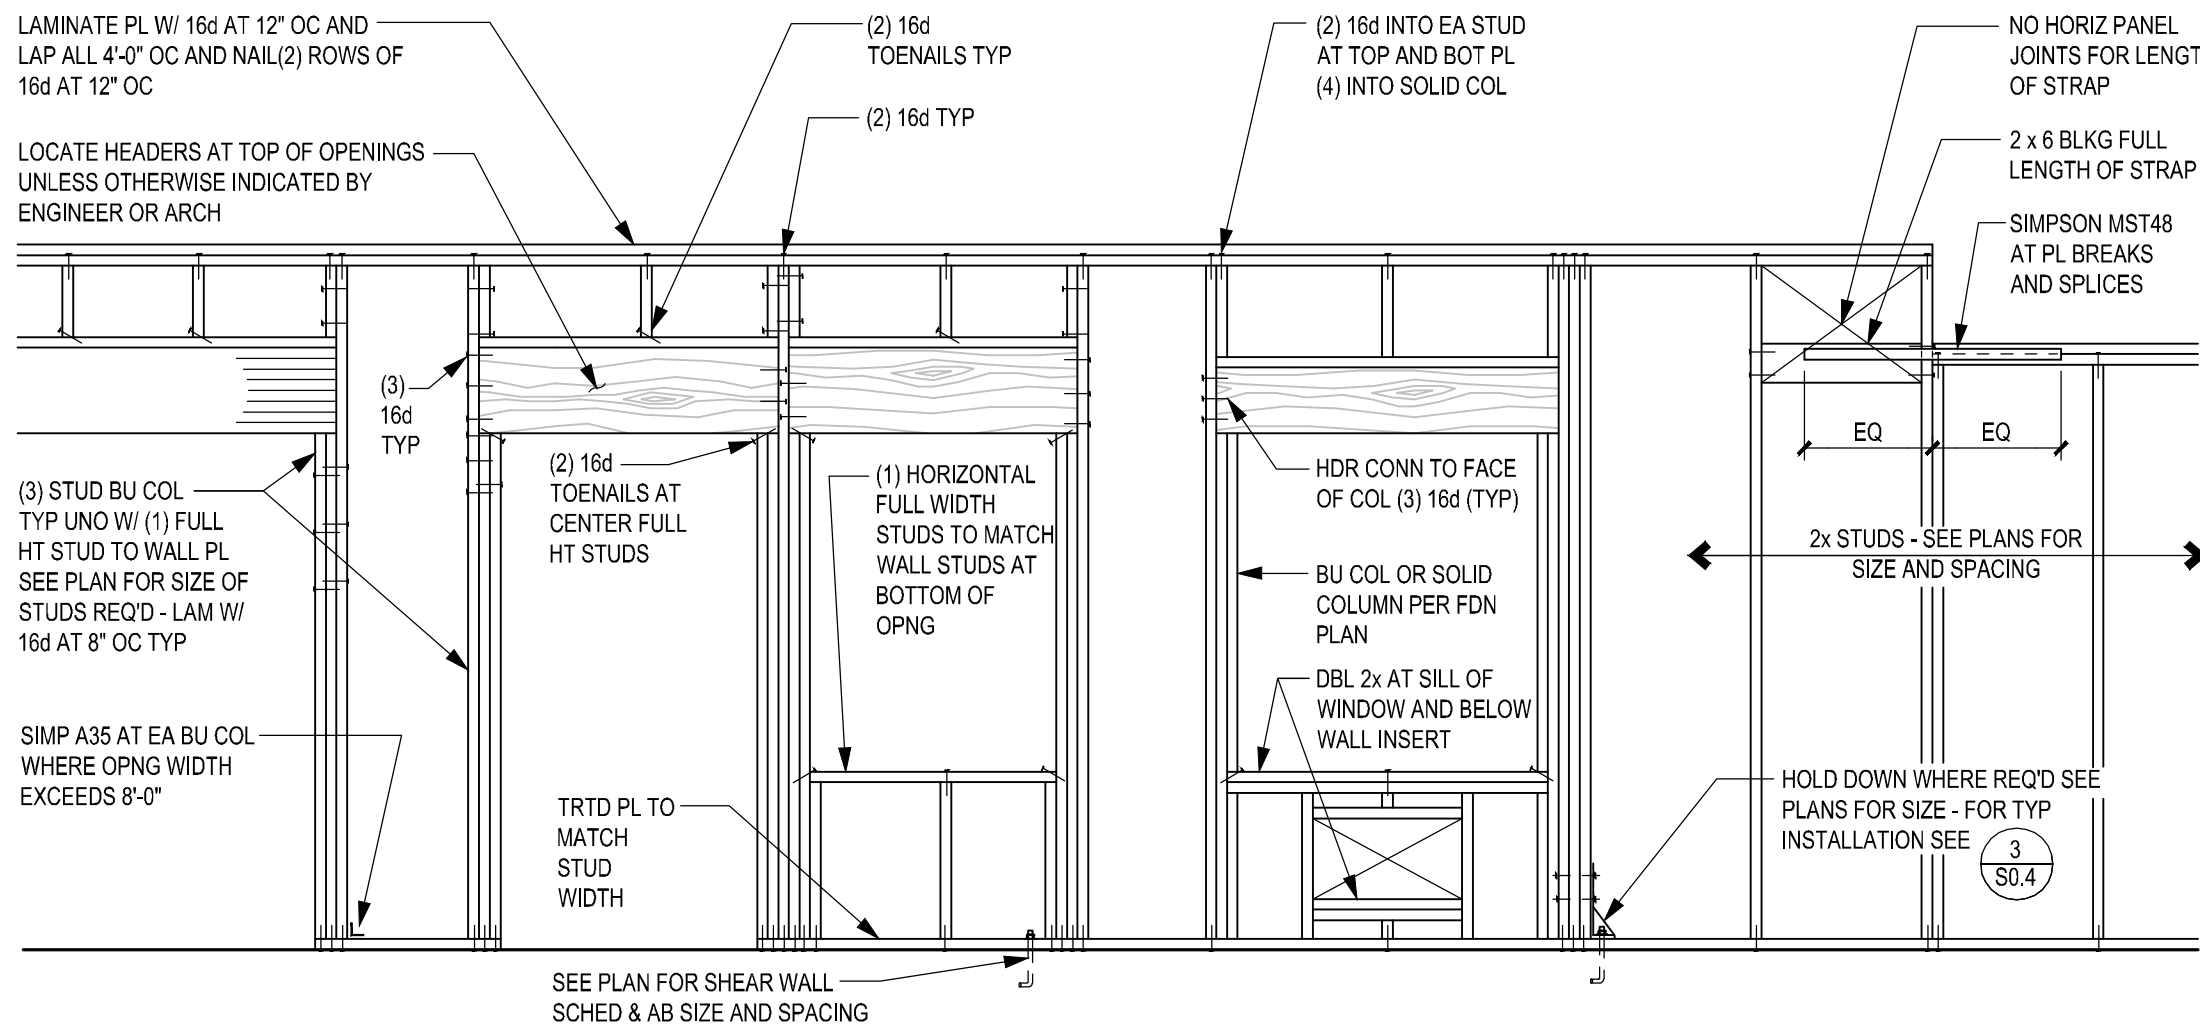 LAMINATE PL W/ 16d AT 12" OC AND
LAP ALL 4'-0" OC AND NAIL(2) ROWS OF
16d AT 12" OC
(2) 16d
TOENAILS TYP
(2) 16d TYP
(2) 16d INTO EA STUD
AT TOP AND BOT PL
(4) INTO SOLID COL
NO HORIZ PANEL
JOINTS FOR LENGT
OF STRAP
2 x 6 BLKG FULL
LENGTH OF STRAP
SIMPSON MST48
AT PL BREAKS
AND SPLICES
LOCATE HEADERS AT TOP OF OPENINGS
UNLESS OTHERWISE INDICATED BY
ENGINEER OR ARCH
(3)
16d
TYP
EQ
EQ
(3) STUD BU COL
TYP UNO W/ (1) FULL
HT STUD TO WALL PL
SEE PLAN FOR SIZE OF
STUDS REQ'D - LAM W/
16d AT 8" OC TYP
(2) 16d
TOENAILS AT
CENTER FULL
HT STUDS
(1) HORIZONTAL
FULL WIDTH
STUDS TO MATCH
WALL STUDS AT
BOTTOM OF
OPNG
HDR CONN TO FACE
OF COL (3) 16d (TYP)
2x STUDS - SEE PLANS FOR
SIZE AND SPACING
BU COL OR SOLID
COLUMN PER FDN
PLAN
DBL 2x AT SILL OF
WINDOW AND BELOW
WALL INSERT
SIMP A35 AT EA BU COL
WHERE OPNG WIDTH
EXCEEDS 8'-0"
TRTD PL TO
MATCH
STUD
WIDTH
HOLD DOWN WHERE REQ'D SEE
PLANS FOR SIZE - FOR TYP
INSTALLATION SEE
3
S0.4
SEE PLAN FOR SHEAR WALL
SCHED & AB SIZE AND SPACING